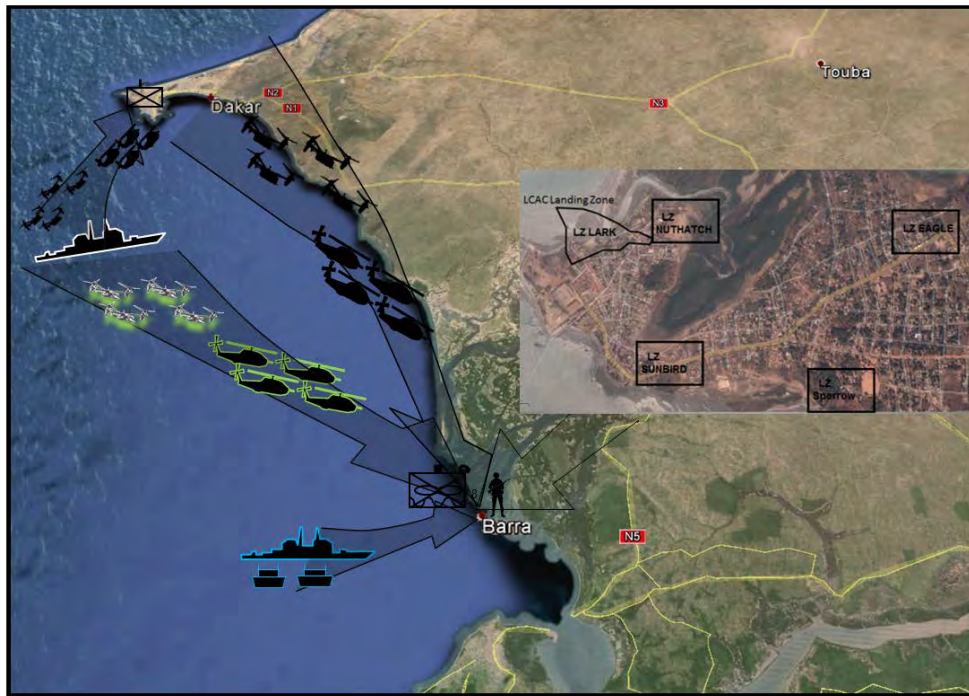 Touba
N3
N2
Dakar
N1
LCAC Landing Zone
LZ
NUTHATCH
LZ LARK
LZ EAGLE
LZ
SUNBIRD
LZ
Sparrow
Barra
N5